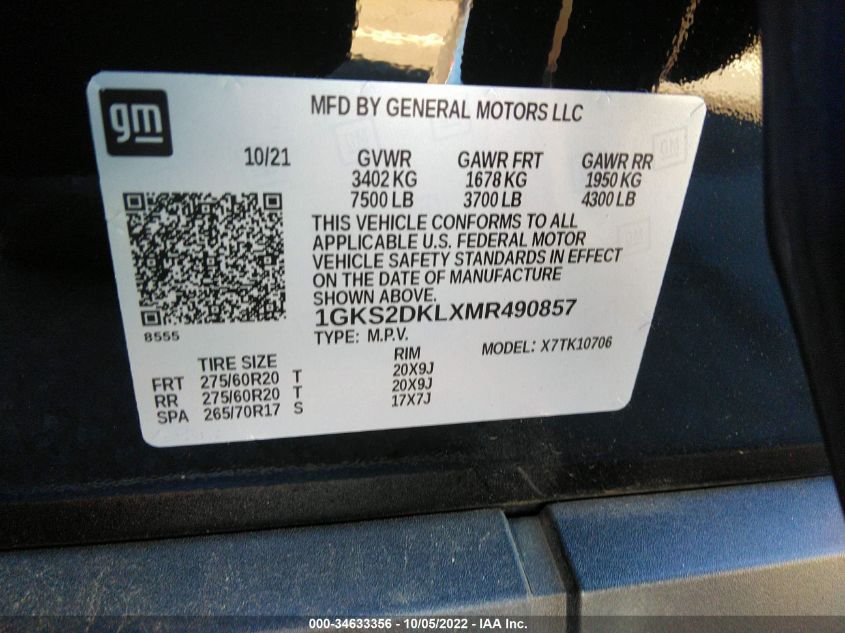 gm
MFD BY GENERAL MOTORS LLC
10/21 GVWR GAWR FRT GAWR RR
3402 KG 1678 KG 1950 KG
7500 LB 3700 LB 4300 LB
THIS VEHICLE CONFORMS TO ALL
APPLICABLE U.S. FEDERAL MOTOR
VEHICLE SAFETY STANDARDS IN EFFECT
ON THE DATE OF MANUFACTURE
SHOWN ABOVE.
1GKS2DKLXMR490857
8555
TYPE: M.P.V. MODEL: X7TK10706
TIRE SIZE RIM
FRT 275/60R20 T 20X9J
RR 275/60R20 T 20X9J
SPA 265/70R17 S 17X7J
000-34633356 - 10/05/2022 - IAA Inc.